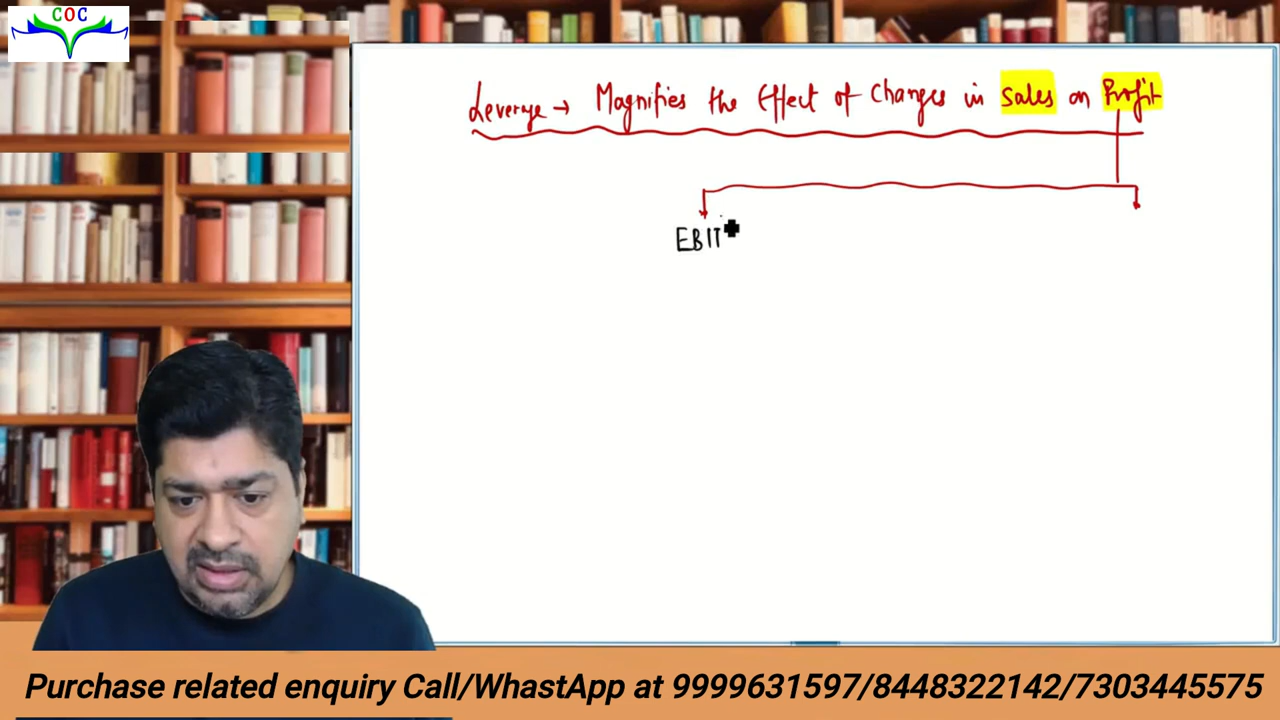 COC
Leverage → Magnifies the Effect of Changes in Sales on Profit
EBIT
Purchase related enquiry Call/WhastApp at 9999631597/8448322142/7303445575